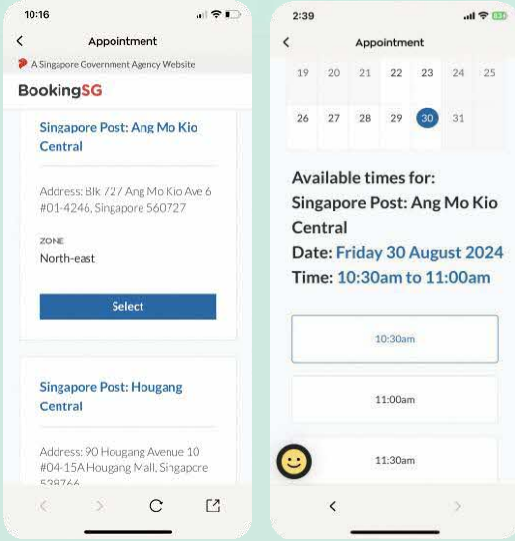 10:16
Appointment
A Singapore Government Agency Website
BookingSG
Singapore Post: Ang Mo Kio
Central
Address: Blk 727 Ang Mo Kio Ave 6
#01-4246, Singapore 560727
ZONE
North-east
Select
Singapore Post: Hougang
Central
Address: 90 Hougang Avenue 10
#04-15A Hougang Mall, Singapore
538766
2:39
Appointment
19 20 21 22 23 24 25
26 27 28 29 30 31
Available times for:
Singapore Post: Ang Mo Kio
Central
Date: Friday 30 August 2024
Time: 10:30am to 11:00am
10:30am
11:00am
11:30am